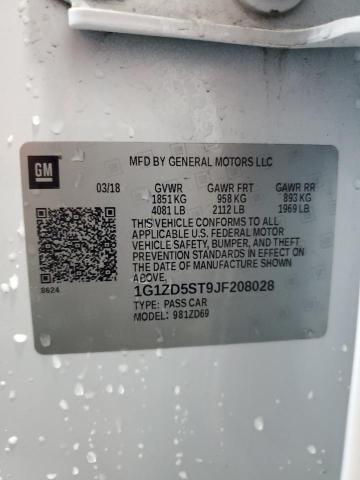 GM
MFD BY GENERAL MOTORS LLC
03/18 GVWR GAWR FRT GAWR RR
1851 KG 958 KG 893 KG
4081 LB 2112 LB 1969 LB
THIS VEHICLE CONFORMS TO ALL
APPLICABLE U.S. FEDERAL MOTOR
VEHICLE SAFETY, BUMPER, AND THEFT
PREVENTION STANDARDS IN EFFECT ON
THE DATE OF MANUFACTURE SHOWN
ABOVE.
8624
1G1ZD5ST9JF208028
TYPE: PASS CAR
MODEL: 981ZD69